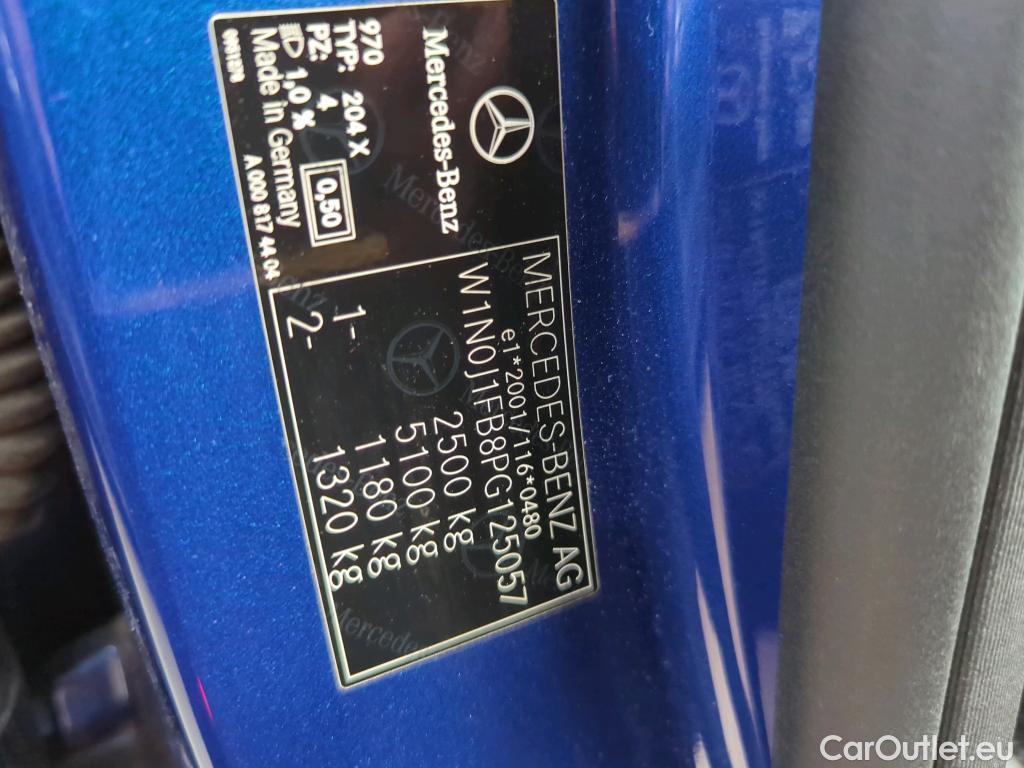 Mercedes-Benz
MERCEDES-BENZ AG
e1*2001/116*0480
W1N0J1FB8PG125057
2500 kg
5100 kg
1- 1180 kg
2- 1320 kg
970
TYP: 204 X
PZ: 4
1,0 %
0,50
Made in Germany
A 000 817 44 04
CarOutlet.eu